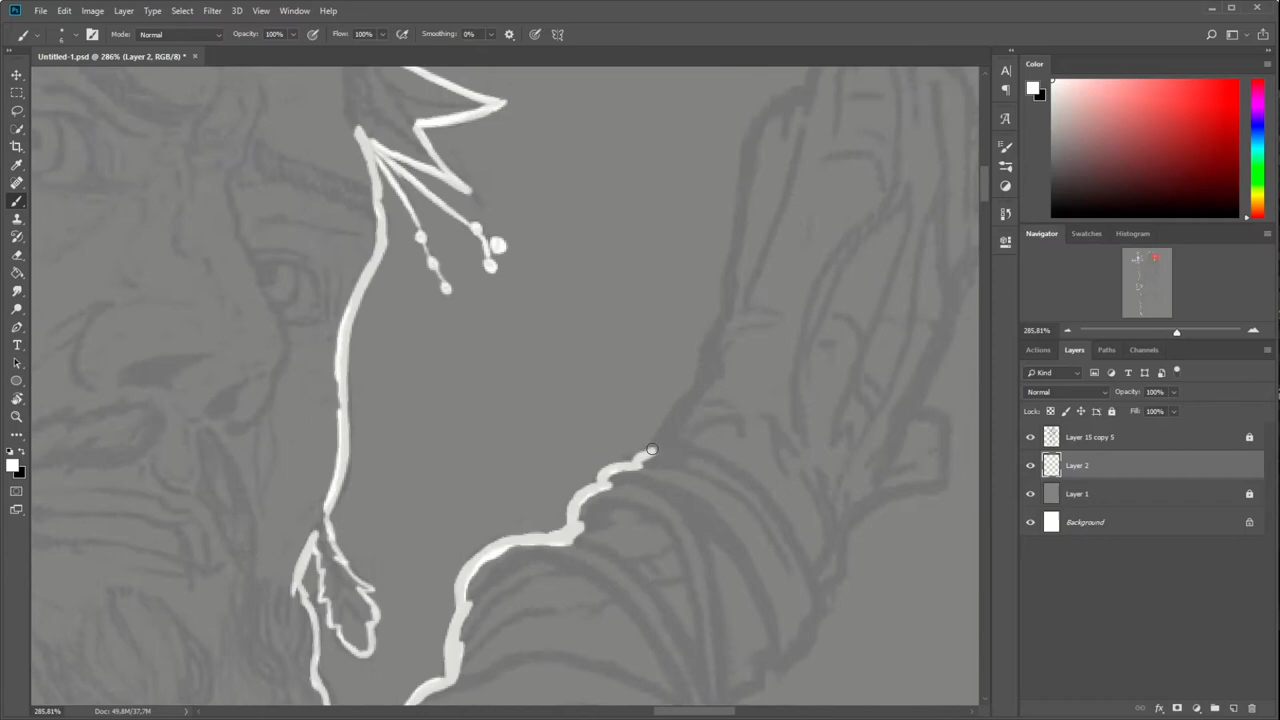 Ps File Edit Image Layer Type Select Filter 3D View Window Help
6 Mode: Normal Opacity: 100% Flow: 100% Smoothing: 0%
Untitled-1.psd @ 286% (Layer 2, RGB/8) * ×
Color
Navigator Swatches Histogram
285,81%
Actions Layers Paths Channels
Kind
Normal Opacity: 100%
Lock: Fill: 100%
Layer 15 copy 5
Layer 2
Layer 1
Background
285,81% Doc: 49,8M/37,7M